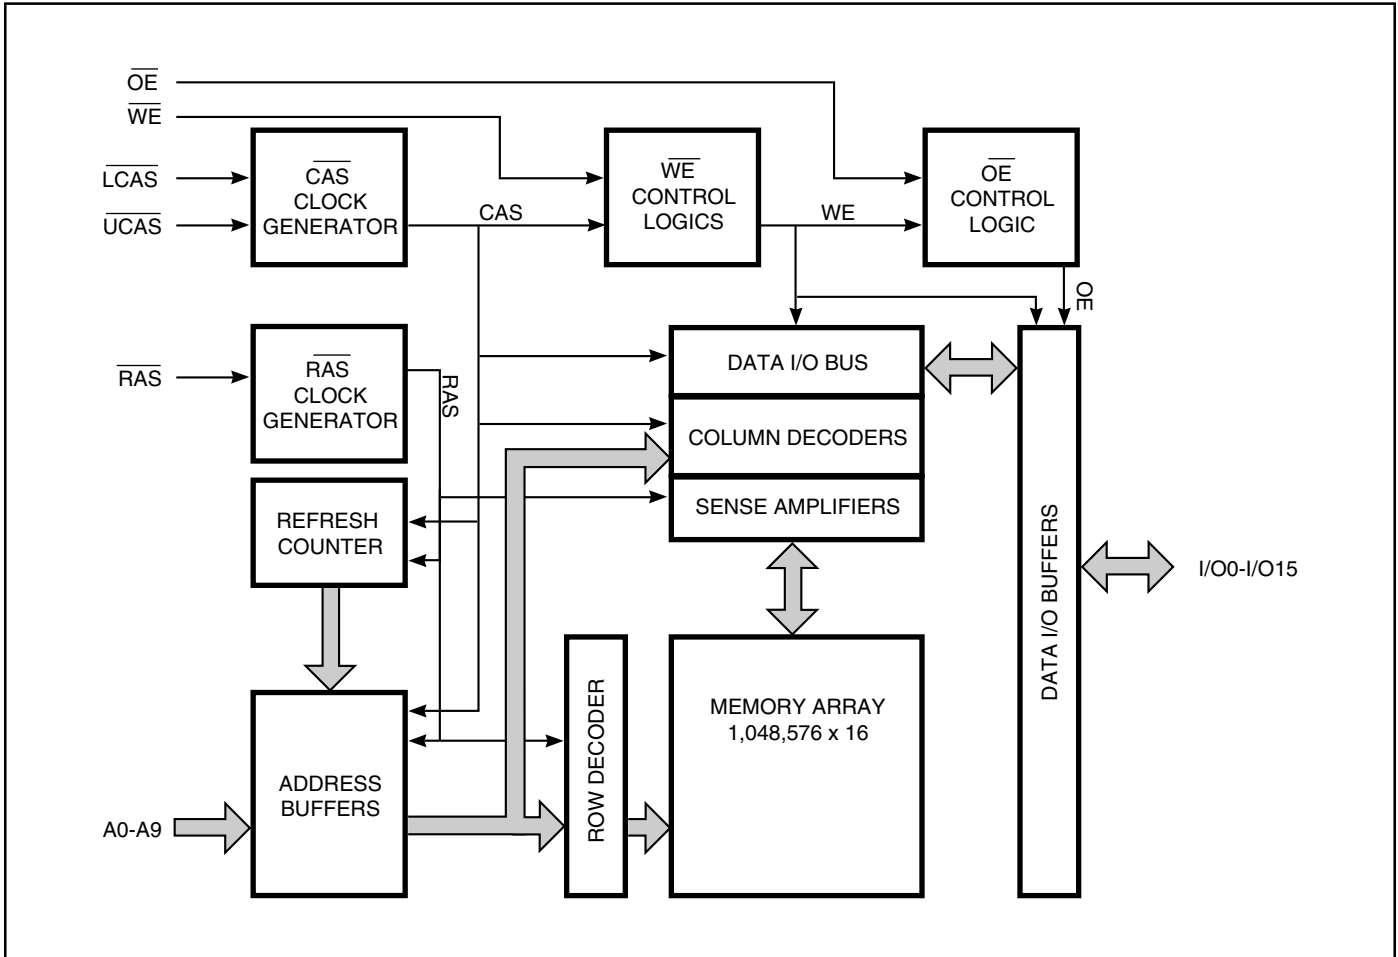 OE
WE
LCAS
UCAS
CAS
CLOCK
GENERATOR
CAS
WE
CONTROL
LOGICS
WE
OE
CONTROL
LOGIC
OE
RAS
RAS
CLOCK
GENERATOR
RAS
DATA I/O BUS
COLUMN DECODERS
SENSE AMPLIFIERS
REFRESH
COUNTER
DATA I/O BUFFERS
I/O0-I/O15
ROW DECODER
MEMORY ARRAY
1,048,576 x 16
ADDRESS
BUFFERS
A0-A9